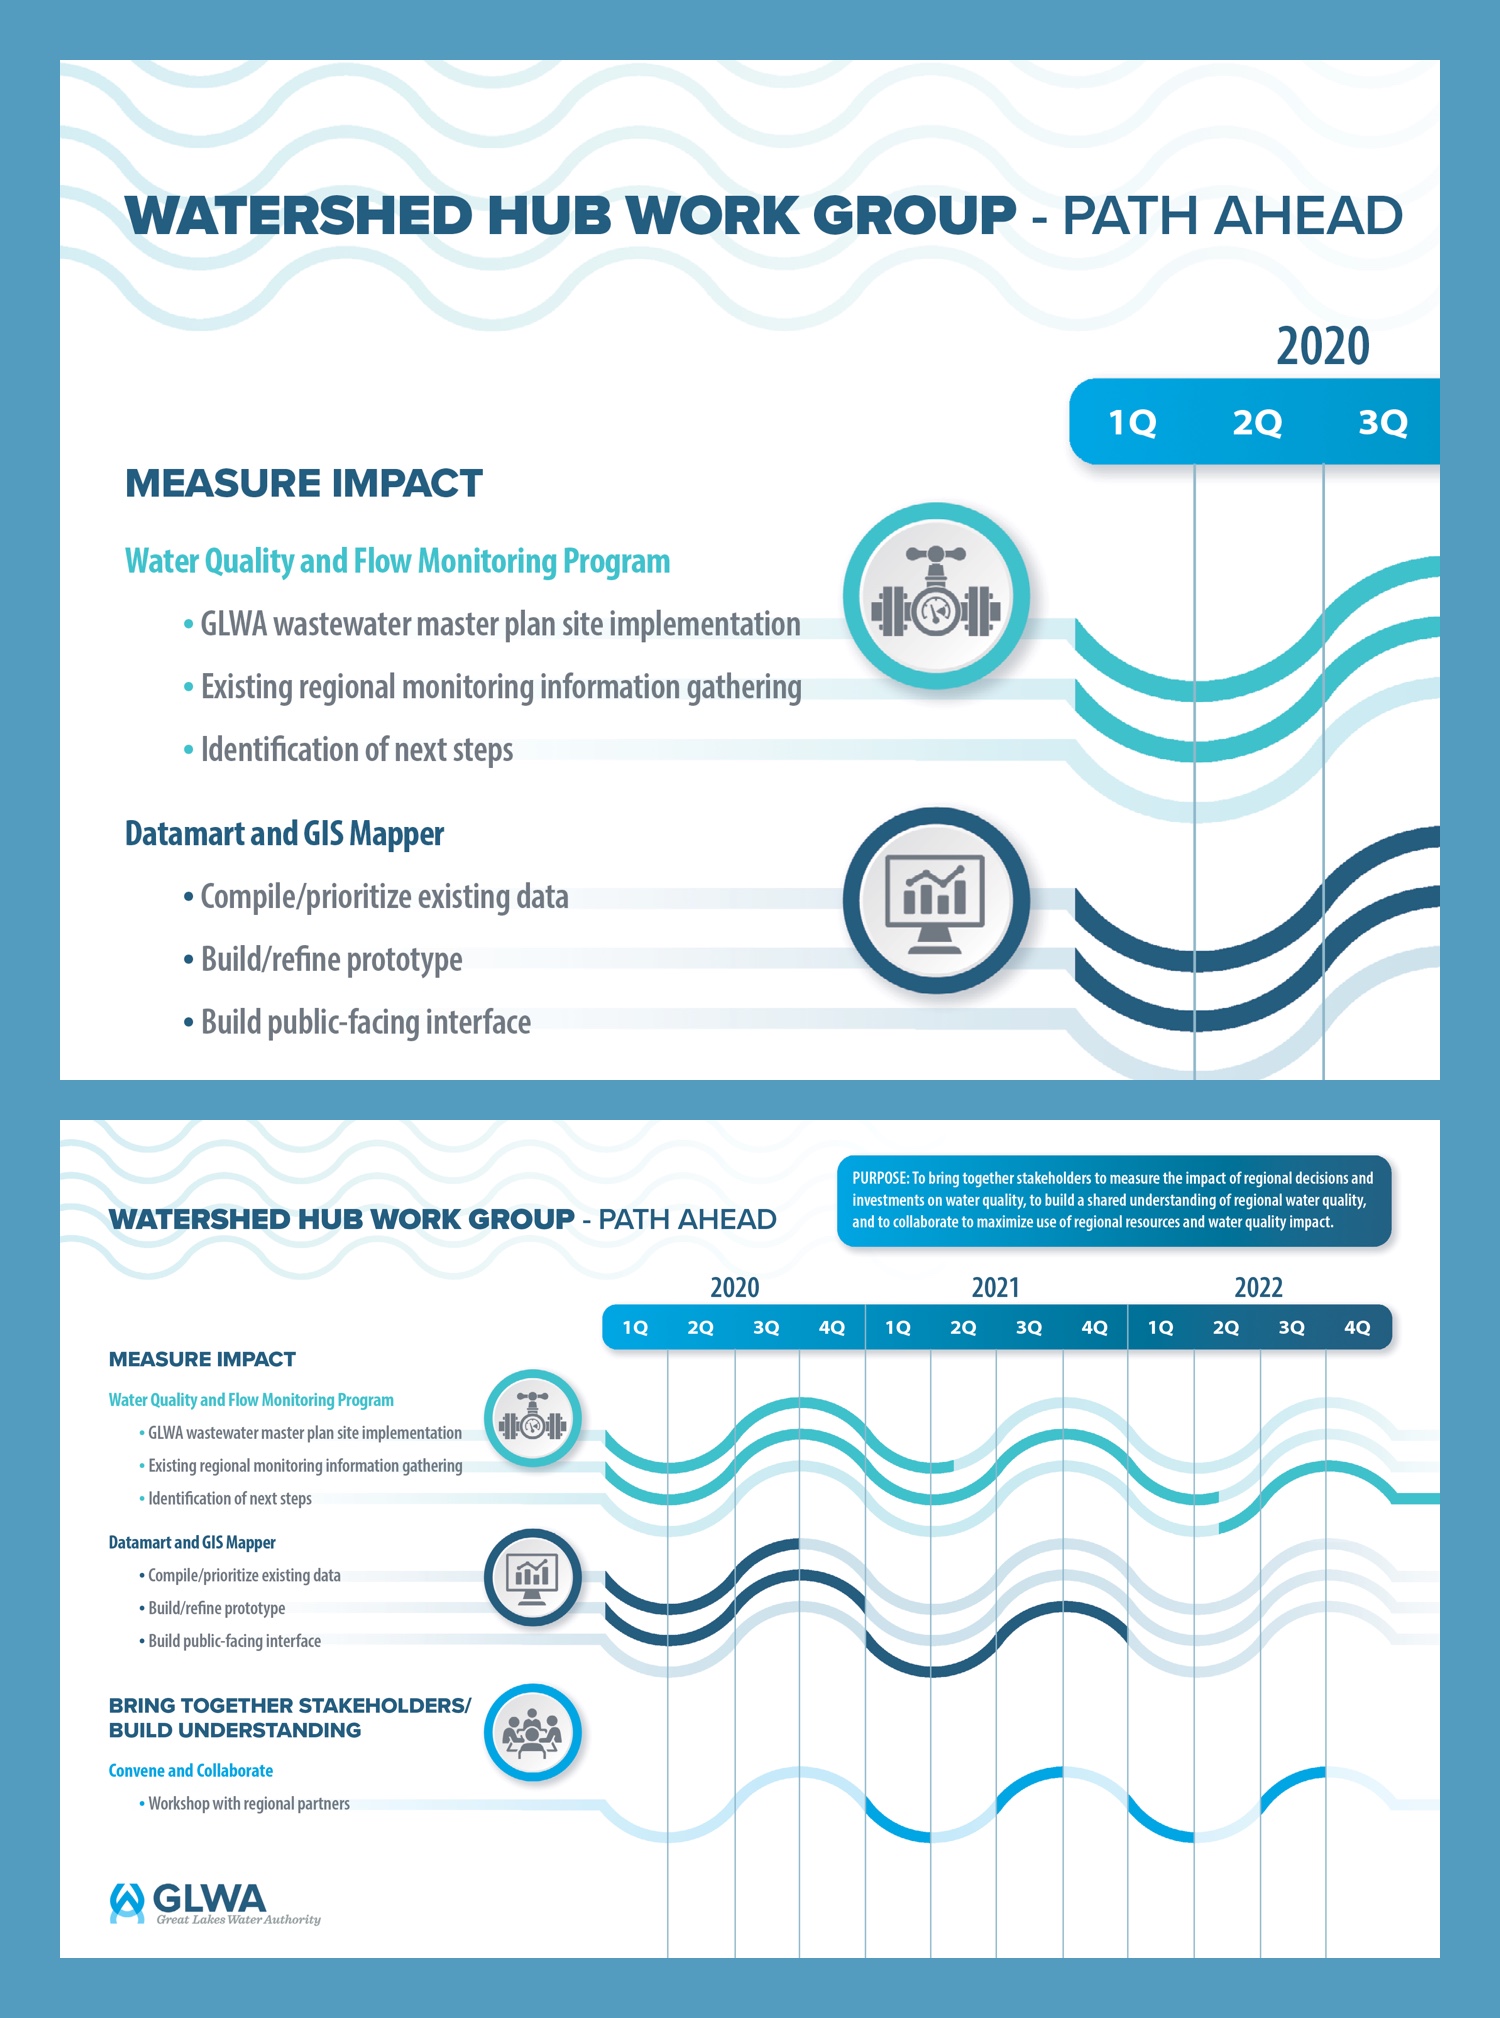 WATERSHED HUB WORK GROUP - PATH AHEAD
2020
1Q 2Q 3Q
MEASURE IMPACT
Water Quality and Flow Monitoring Program
• GLWA wastewater master plan site implementation
• Existing regional monitoring information gathering
• Identification of next steps
Datamart and GIS Mapper
• Compile/prioritize existing data
• Build/refine prototype
• Build public-facing interface
PURPOSE: To bring together stakeholders to measure the impact of regional decisions and
investments on water quality, to build a shared understanding of regional water quality,
and to collaborate to maximize use of regional resources and water quality impact.
WATERSHED HUB WORK GROUP - PATH AHEAD
2020 2021 2022
1Q 2Q 3Q 4Q 1Q 2Q 3Q 4Q 1Q 2Q 3Q 4Q
MEASURE IMPACT
Water Quality and Flow Monitoring Program
• GLWA wastewater master plan site implementation
• Existing regional monitoring information gathering
• Identification of next steps
Datamart and GIS Mapper
• Compile/prioritize existing data
• Build/refine prototype
• Build public-facing interface
BRING TOGETHER STAKEHOLDERS/
BUILD UNDERSTANDING
Convene and Collaborate
• Workshop with regional partners
GLWA
Great Lakes Water Authority